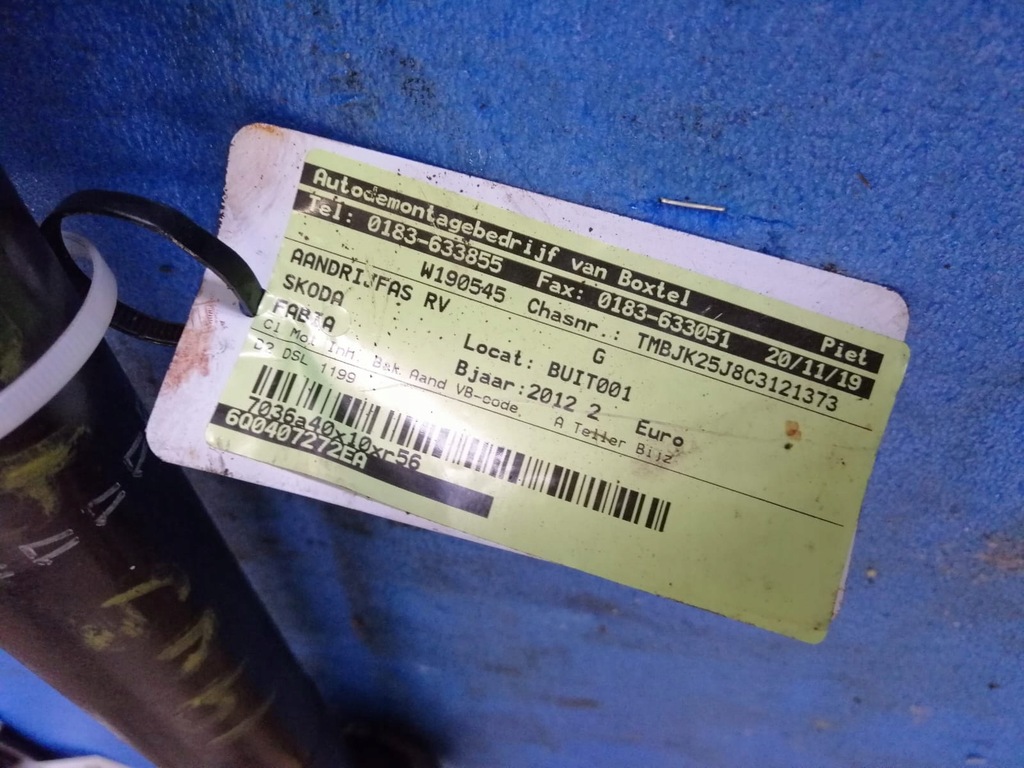 Autodemontagebedrijf van Boxtel Piet
Tel: 0183-633855 Fax: 0183-633051 20/11/19
W190545 Chasnr.: TMBJK25J8C3121373
AANDRIJFAS RV G
SKODA Locat: BUIT001
FABIA Bjaar: 2012 2 Euro
Cl Mot Inh. Bak Aand VB-code A Teller Bijz
D2 DSL 1199
7036a40x10xr56
6Q0407272EA